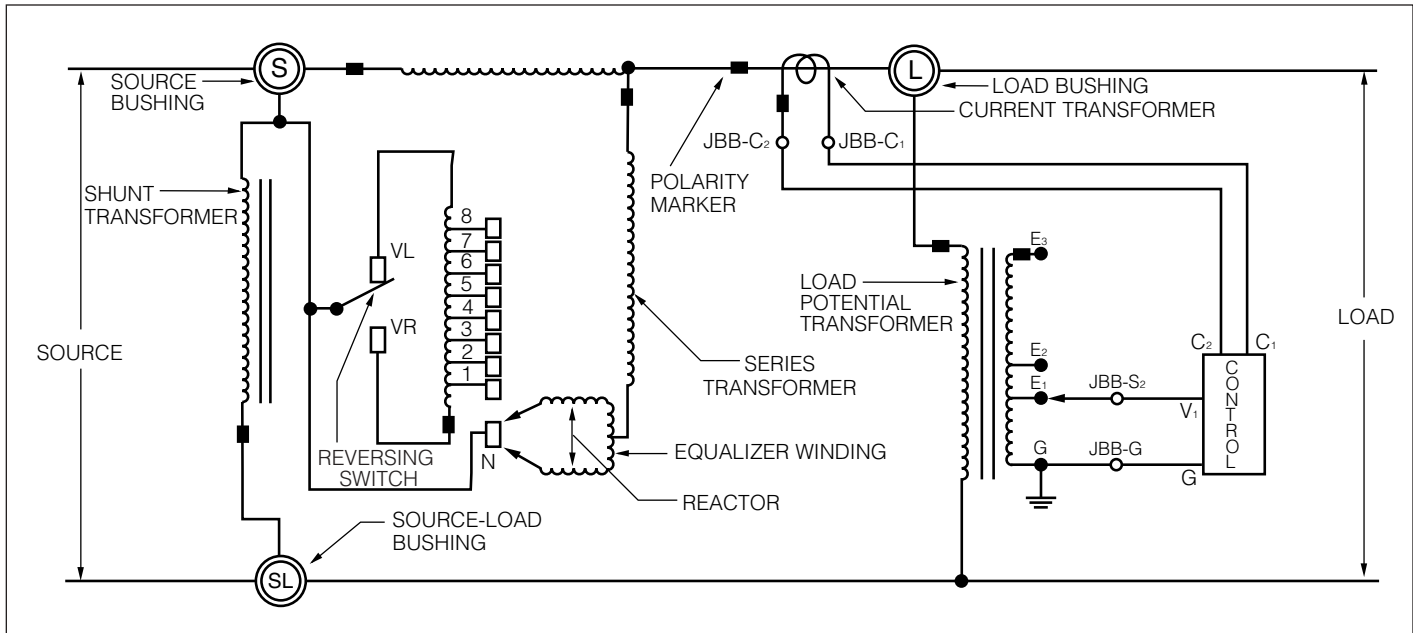 S
SOURCE
BUSHING
L
LOAD BUSHING
CURRENT TRANSFORMER
JBB-C₂
JBB-C₁
POLARITY
MARKER
SHUNT
TRANSFORMER
VL
VR
8
7
6
5
4
3
2
1
N
REVERSING
SWITCH
SERIES
TRANSFORMER
EQUALIZER WINDING
REACTOR
LOAD
POTENTIAL
TRANSFORMER
E₃
E₂
E₁
G
JBB-S₂
JBB-G
C₂
C₁
V₁
G
CONTROL
SOURCE
LOAD
SOURCE-LOAD
BUSHING
SL